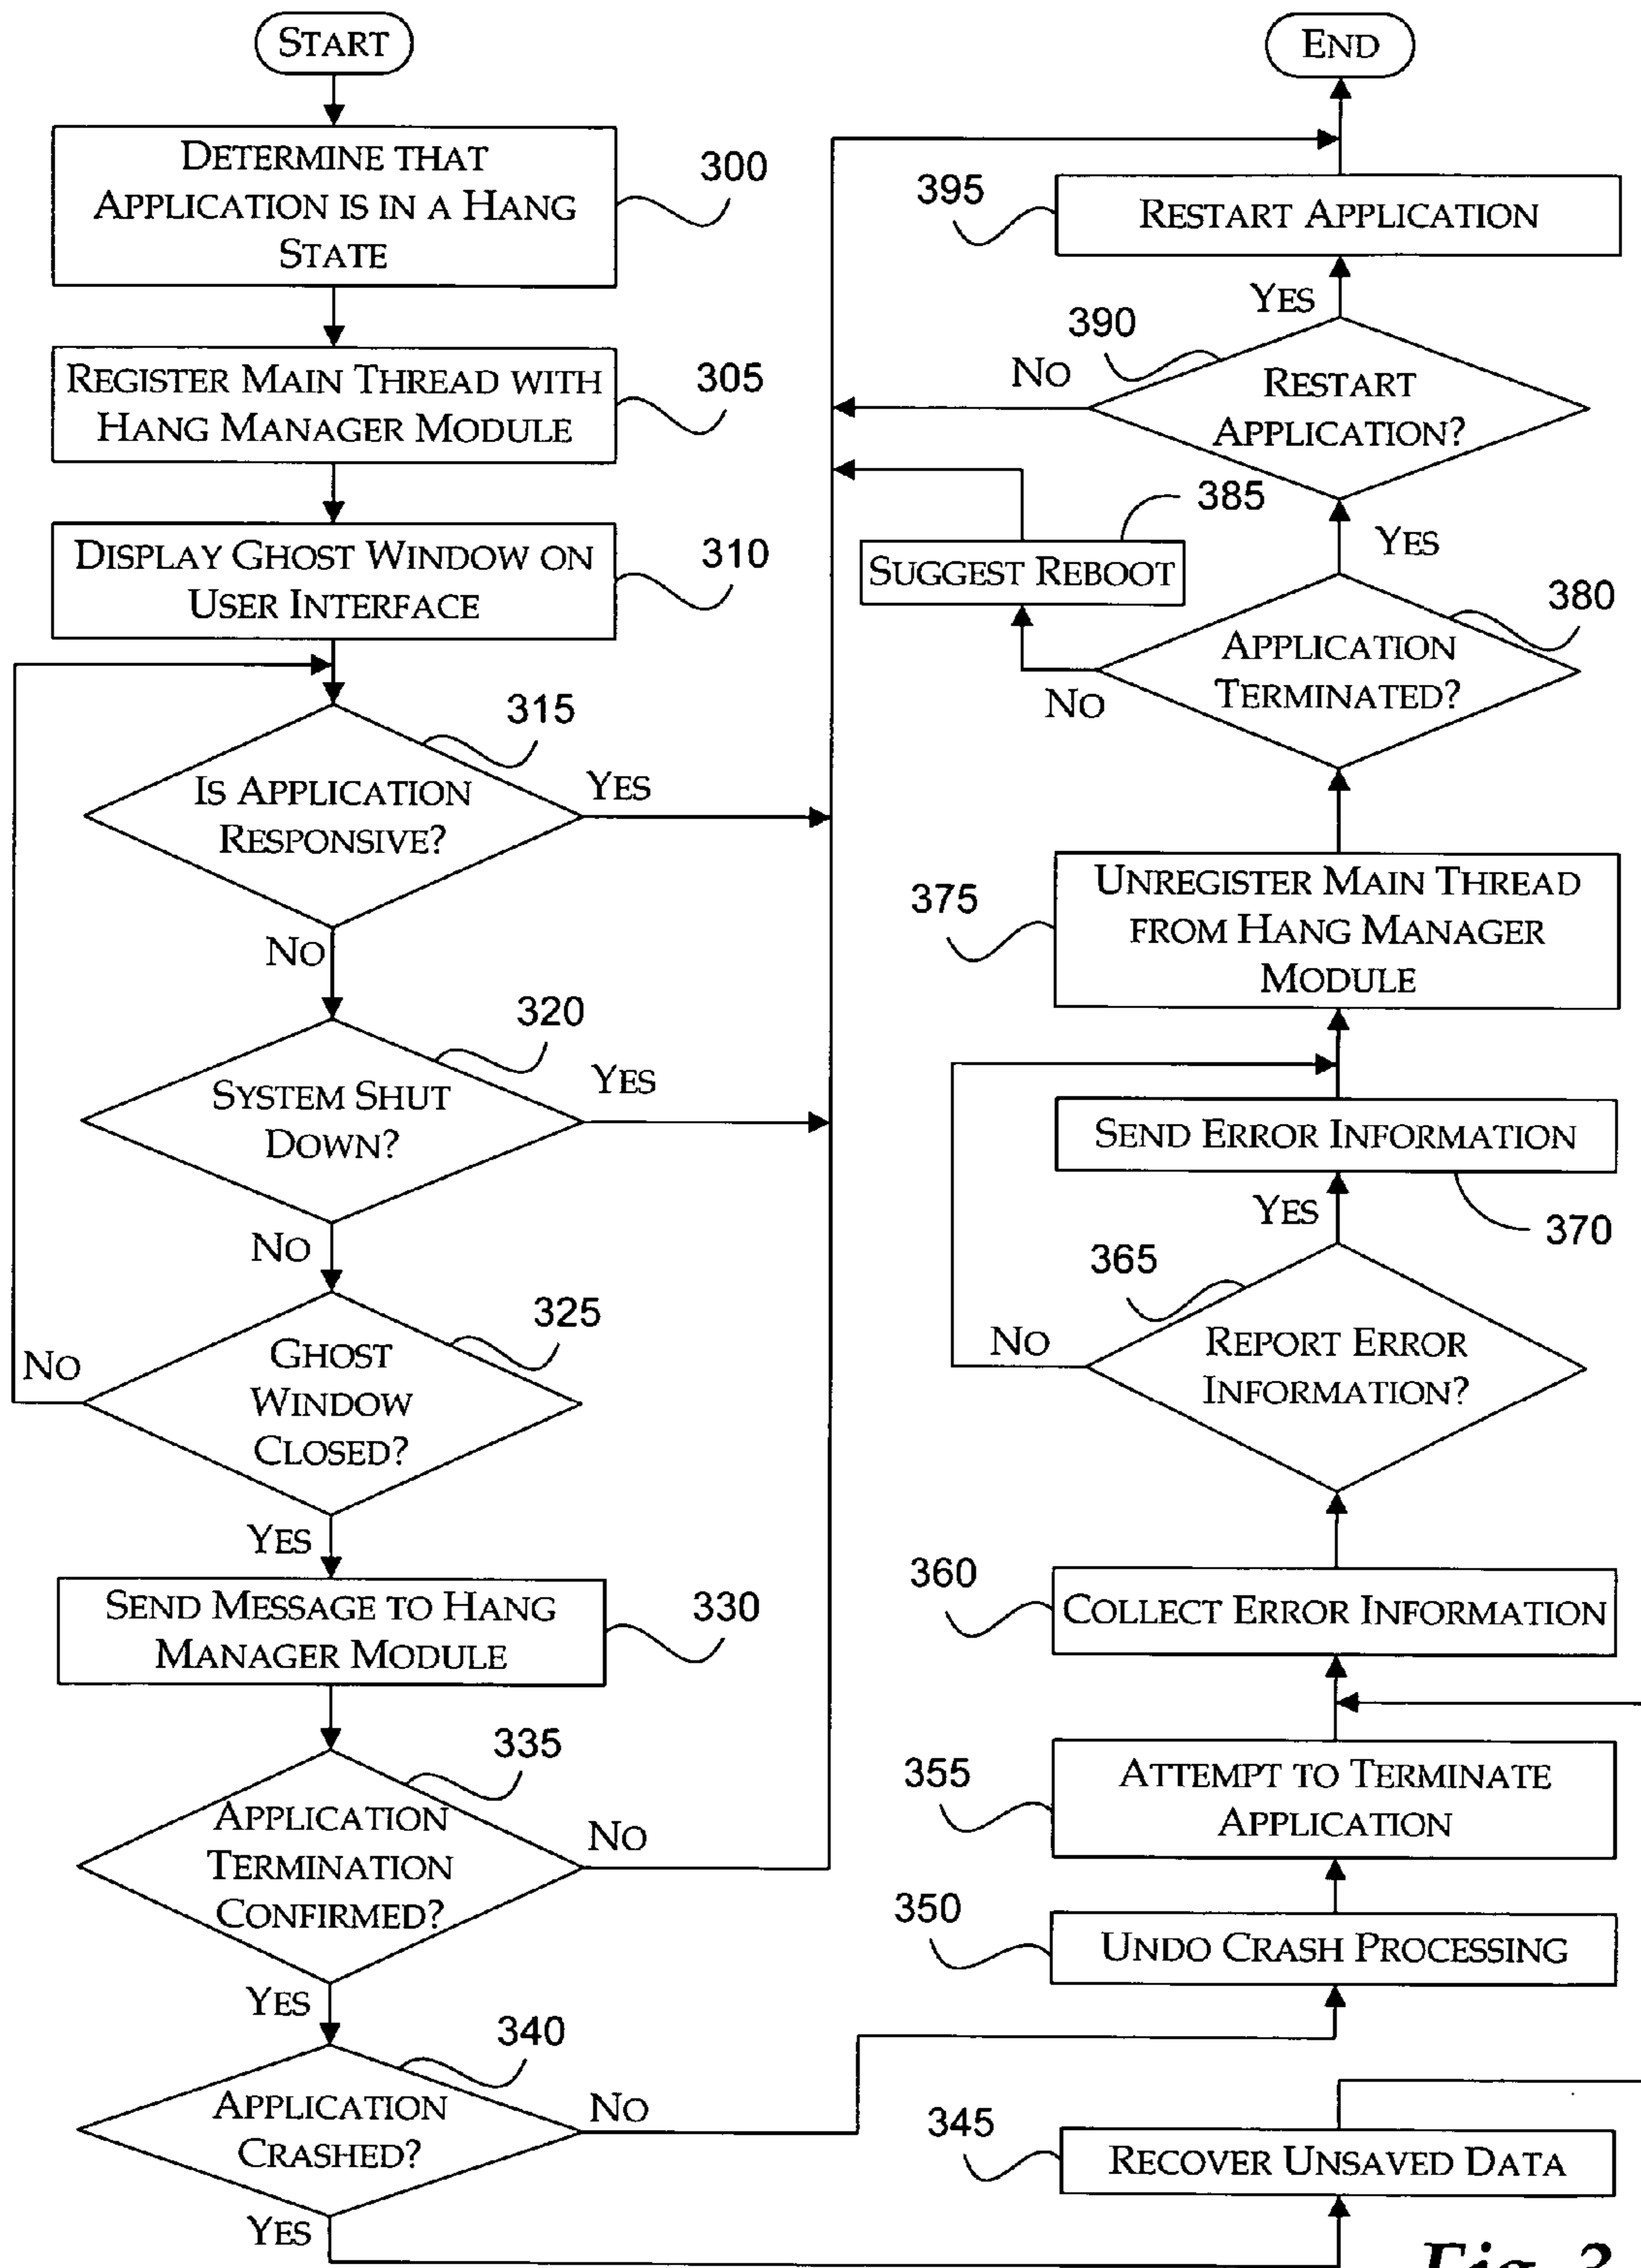 START
DETERMINE THAT
APPLICATION IS IN A HANG
STATE
300
REGISTER MAIN THREAD WITH
HANG MANAGER MODULE
305
DISPLAY GHOST WINDOW ON
USER INTERFACE
310
315
IS APPLICATION
RESPONSIVE?
YES
NO
320
SYSTEM SHUT
DOWN?
YES
NO
325
GHOST
WINDOW
CLOSED?
NO
YES
SEND MESSAGE TO HANG
MANAGER MODULE
330
335
APPLICATION
TERMINATION
CONFIRMED?
NO
YES
340
APPLICATION
CRASHED?
NO
YES
END
395
RESTART APPLICATION
YES
390
NO
RESTART
APPLICATION?
385
SUGGEST REBOOT
YES
380
APPLICATION
TERMINATED?
NO
375
UNREGISTER MAIN THREAD
FROM HANG MANAGER
MODULE
SEND ERROR INFORMATION
YES
370
365
NO
REPORT ERROR
INFORMATION?
360
COLLECT ERROR INFORMATION
355
ATTEMPT TO TERMINATE
APPLICATION
350
UNDO CRASH PROCESSING
345
RECOVER UNSAVED DATA
Fig. 3